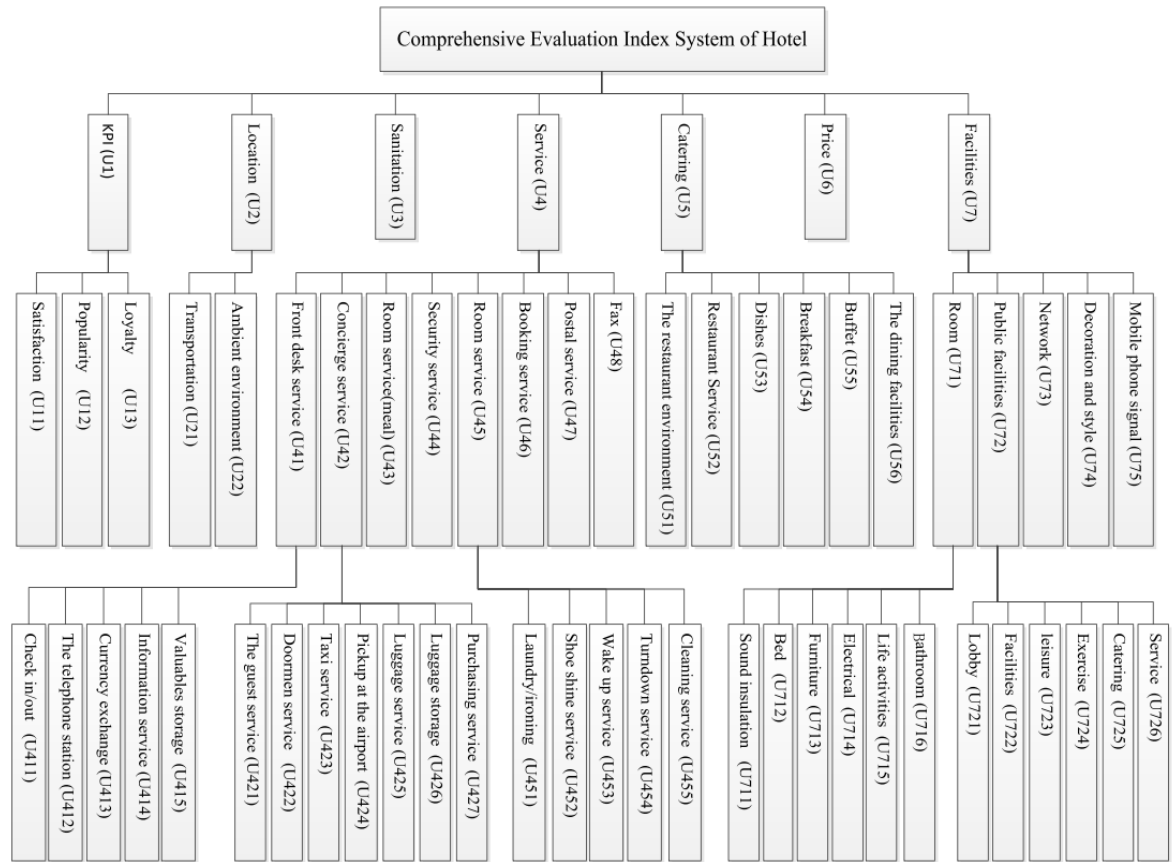 Comprehensive Evaluation Index System of Hotel
KPI (U1)
Location (U2)
Sanitation (U3)
Service (U4)
Catering (U5)
Price (U6)
Facilities (U7)
Satisfaction (U11)
Popularity (U12)
Loyalty (U13)
Transportation (U21)
Ambient environment (U22)
Front desk service (U41)
Concierge service (U42)
Room service(meal) (U43)
Security service (U44)
Room service (U45)
Booking service (U46)
Postal service (U47)
Fax (U48)
The restaurant environment (U51)
Restaurant Service (U52)
Dishes (U53)
Breakfast (U54)
Buffet (U55)
The dining facilities (U56)
Room (U71)
Public facilities (U72)
Network (U73)
Decoration and style (U74)
Mobile phone signal (U75)
Check in/out (U411)
The telephone station (U412)
Currency exchange (U413)
Information service (U414)
Valuables storage (U415)
The guest service (U421)
Doormen service (U422)
Taxi service (U423)
Pickup at the airport (U424)
Luggage service (U425)
Luggage storage (U426)
Purchasing service (U427)
Laundry/ironing (U451)
Shoe shine service (U452)
Wake up service (U453)
Turndown service (U454)
Cleaning service (U455)
Sound insulation (U711)
Bed (U712)
Furniture (U713)
Electrical (U714)
Life activities (U715)
Bathroom (U716)
Lobby (U721)
Facilities (U722)
leisure (U723)
Exercise (U724)
Catering (U725)
Service (U726)